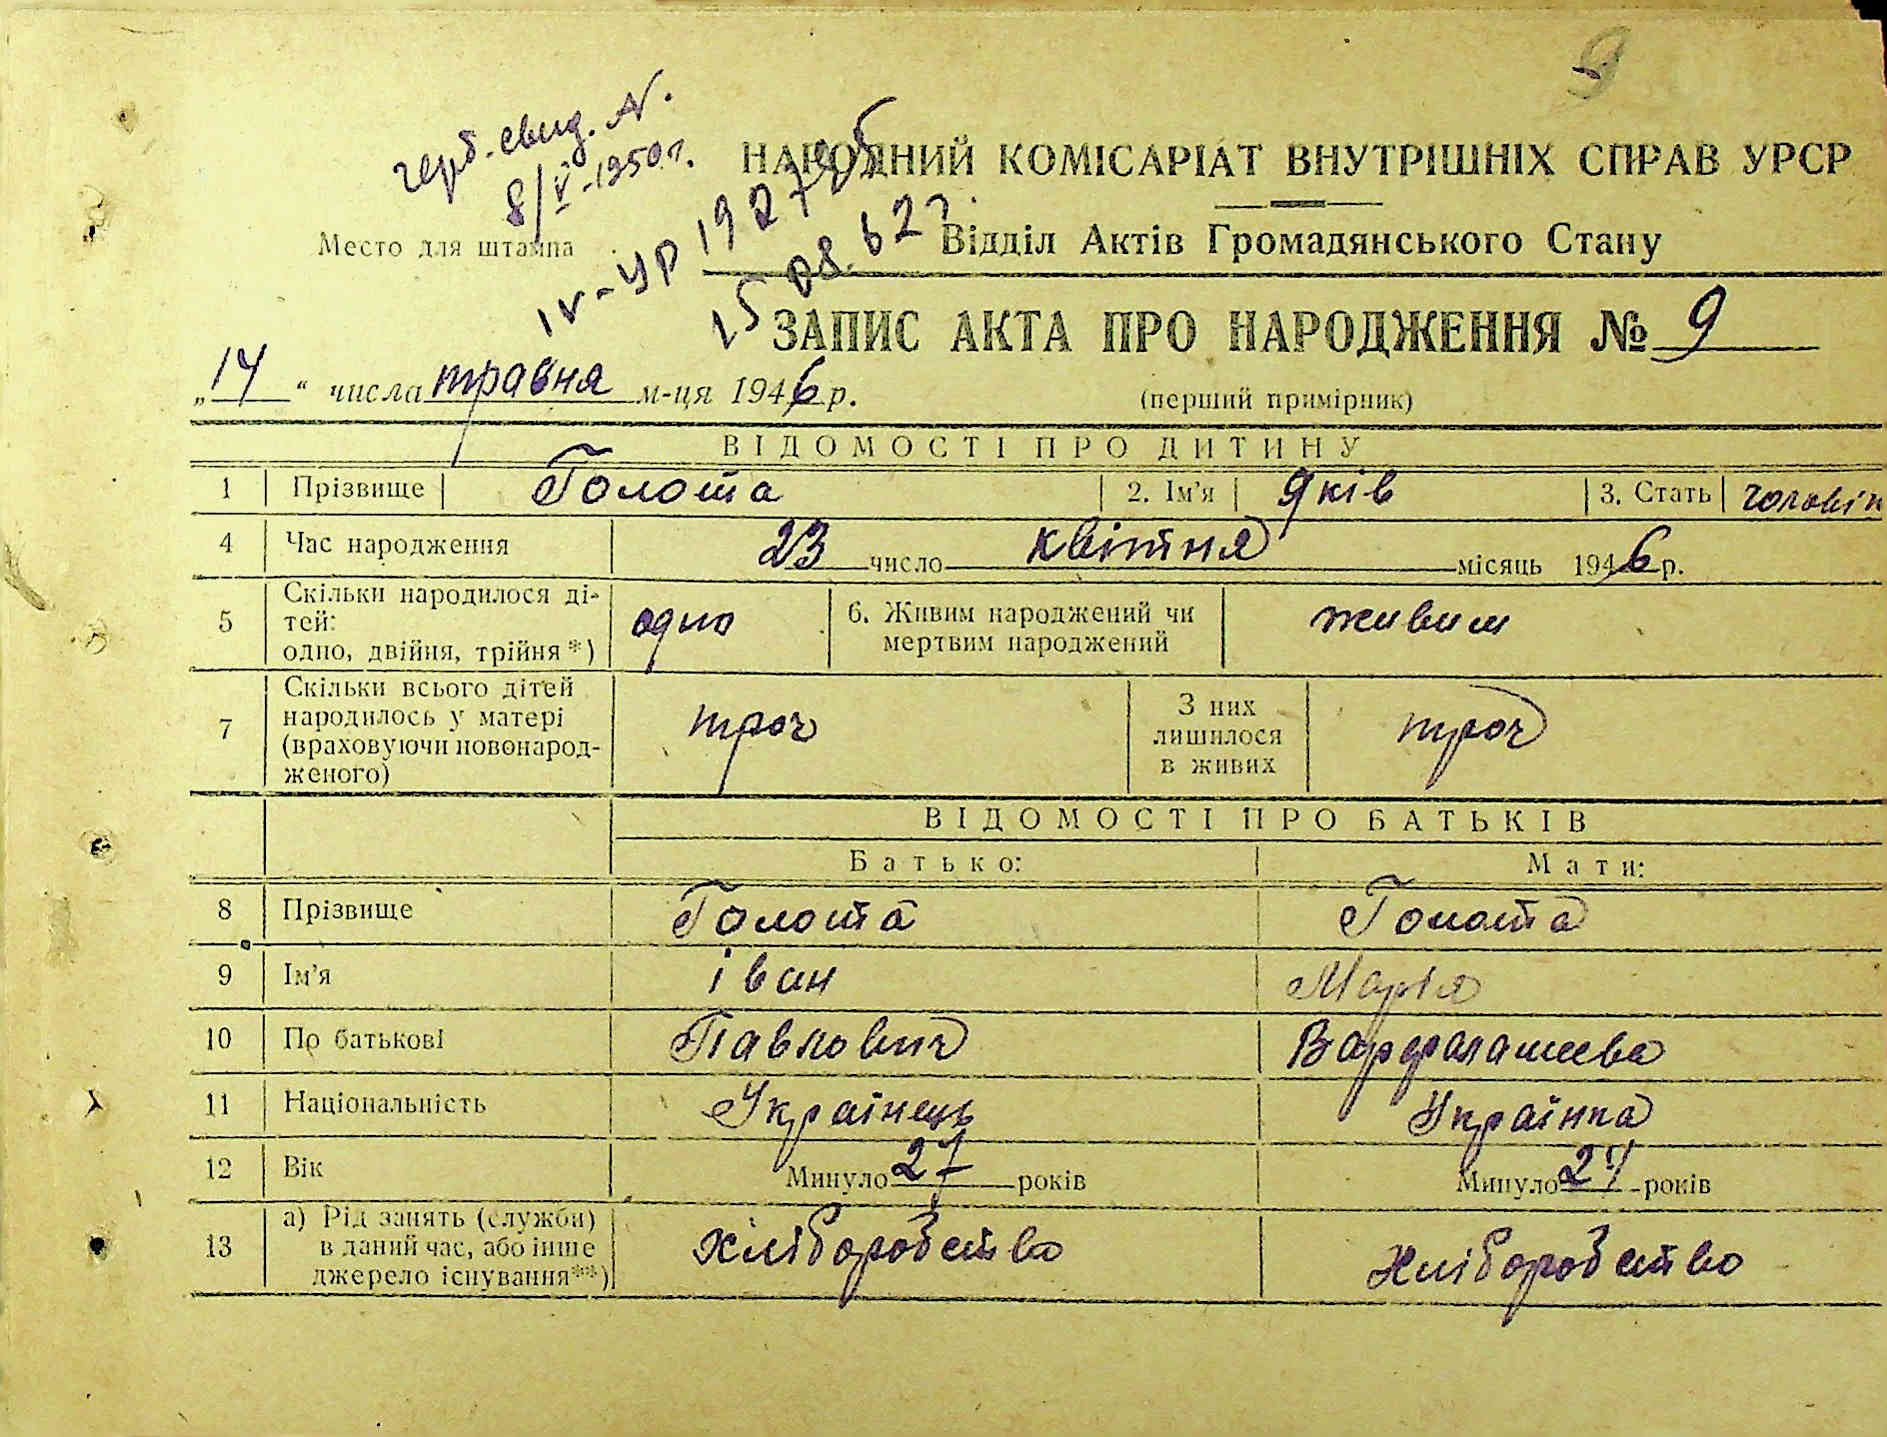 9
герб. свид. N.
8/V-1950 г.
НАРОДНИЙ КОМІСАРІАТ ВНУТРІШНІХ СПРАВ УРСР
Место для штампа
IV-УР
15 08. 62 г.
Відділ Актів Громадянського Стану
ЗАПИС АКТА ПРО НАРОДЖЕННЯ № 9
„14“ числа травня м-ця 1946 р.
(перший примірник)
ВІДОМОСТІ ПРО ДИТИНУ
1 Прізвище Голота 2. Ім'я Яків 3. Стать чоловіч
4 Час народження 23 число квітня місяць 1946 р.
5 Скільки народилося ді-
тей:
одно, двійня, трійня*) одно 6. Живим народжений чи
мертвим народжений живим
7 Скільки всього дітей
народилось у матері
(враховуючи новонарод-
женого) троє З них
лишилося
в живих троє
ВІДОМОСТІ ПРО БАТЬКІВ
Батько: Мати:
8 Прізвище Голота Голота
9 Ім'я Іван Марія
10 По батькові Павлович Варфаламеева
11 Національність Українець Українка
12 Вік Минуло 27 років Минуло 27 років
13 а) Рід занять (служби)
в даний час, або інше
джерело існування**) Хліборобство Хліборобство